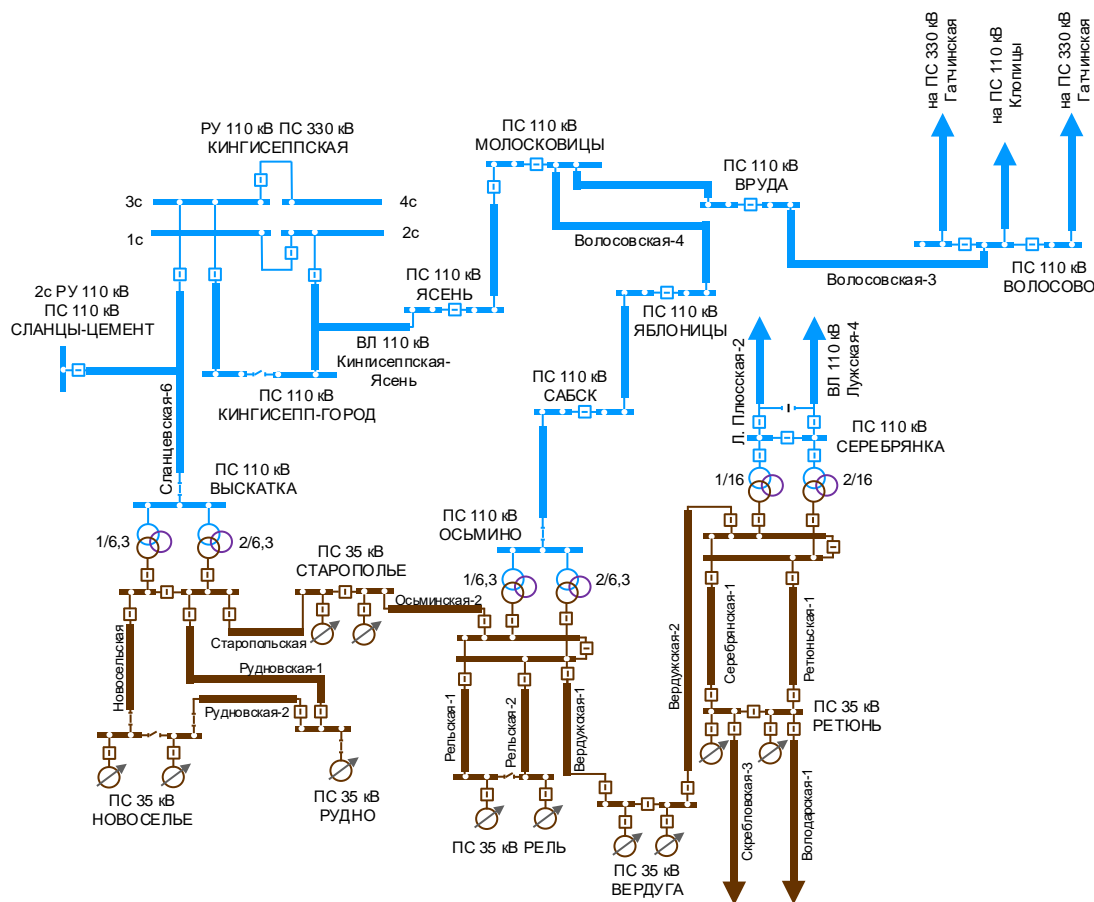 на ПС 330 кВ
Гатчинская
на ПС 110 кВ
Клопицы
на ПС 330 кВ
Гатчинская
РУ 110 кВ ПС 330 кВ
КИНГИСЕППСКАЯ
ПС 110 кВ
МОЛОСКОВИЦЫ
ПС 110 кВ
ВРУДА
3с
4с
1с
2с
Волосовская-4
Волосовская-3
ПС 110 кВ
ВОЛОСОВО
ПС 110 кВ
ЯСЕНЬ
2с РУ 110 кВ
ПС 110 кВ
СЛАНЦЫ-ЦЕМЕНТ
ПС 110 кВ
ЯБЛОНИЦЫ
ВЛ 110 кВ
Кингисеппская-
Ясень
ПС 110 кВ
КИНГИСЕПП-ГОРОД
ПС 110 кВ
САБСК
Л. Плюсская-2
ВЛ 110 кВ
Лужская-4
Сланцевская-6
ПС 110 кВ
СЕРЕБРЯНКА
ПС 110 кВ
ВЫСКАТКА
1/16
2/16
1/6,3
2/6,3
ПС 110 кВ
ОСЬМИНО
ПС 35 кВ
СТАРОПОЛЬЕ
1/6,3
2/6,3
Осьминская-2
Старопольская
Новосельская
Рудновская-1
Рудновская-2
Рельская-1
Рельская-2
Вердужская-1
Вердужская-2
Серебрянская-1
Ретюньская-1
ПС 35 кВ
РЕТЮНЬ
ПС 35 кВ
НОВОСЕЛЬЕ
ПС 35 кВ
РУДНО
ПС 35 кВ РЕЛЬ
ПС 35 кВ
ВЕРДУГА
Скребловская-3
Володарская-1